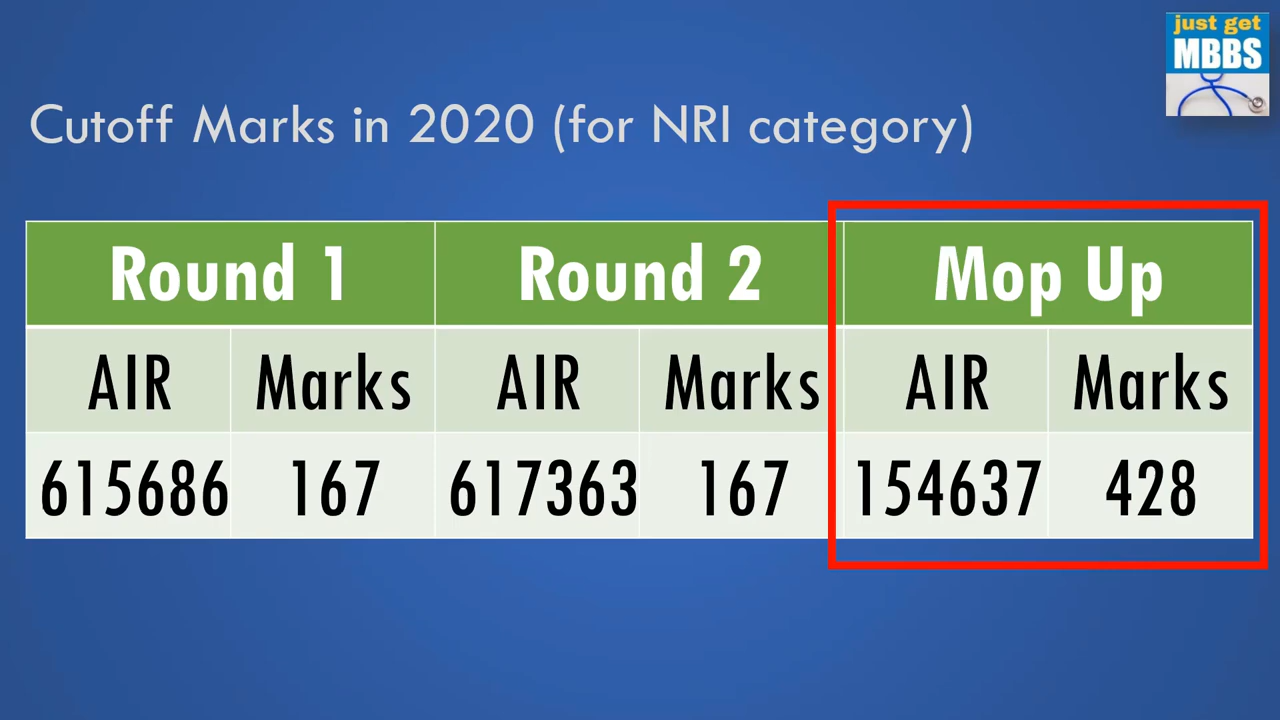 just get
MBBS
Cutoff Marks in 2020 (for NRI category)
Round 1 Round 2 Mop Up
AIR Marks AIR Marks AIR Marks
615686 167 617363 167 154637 428